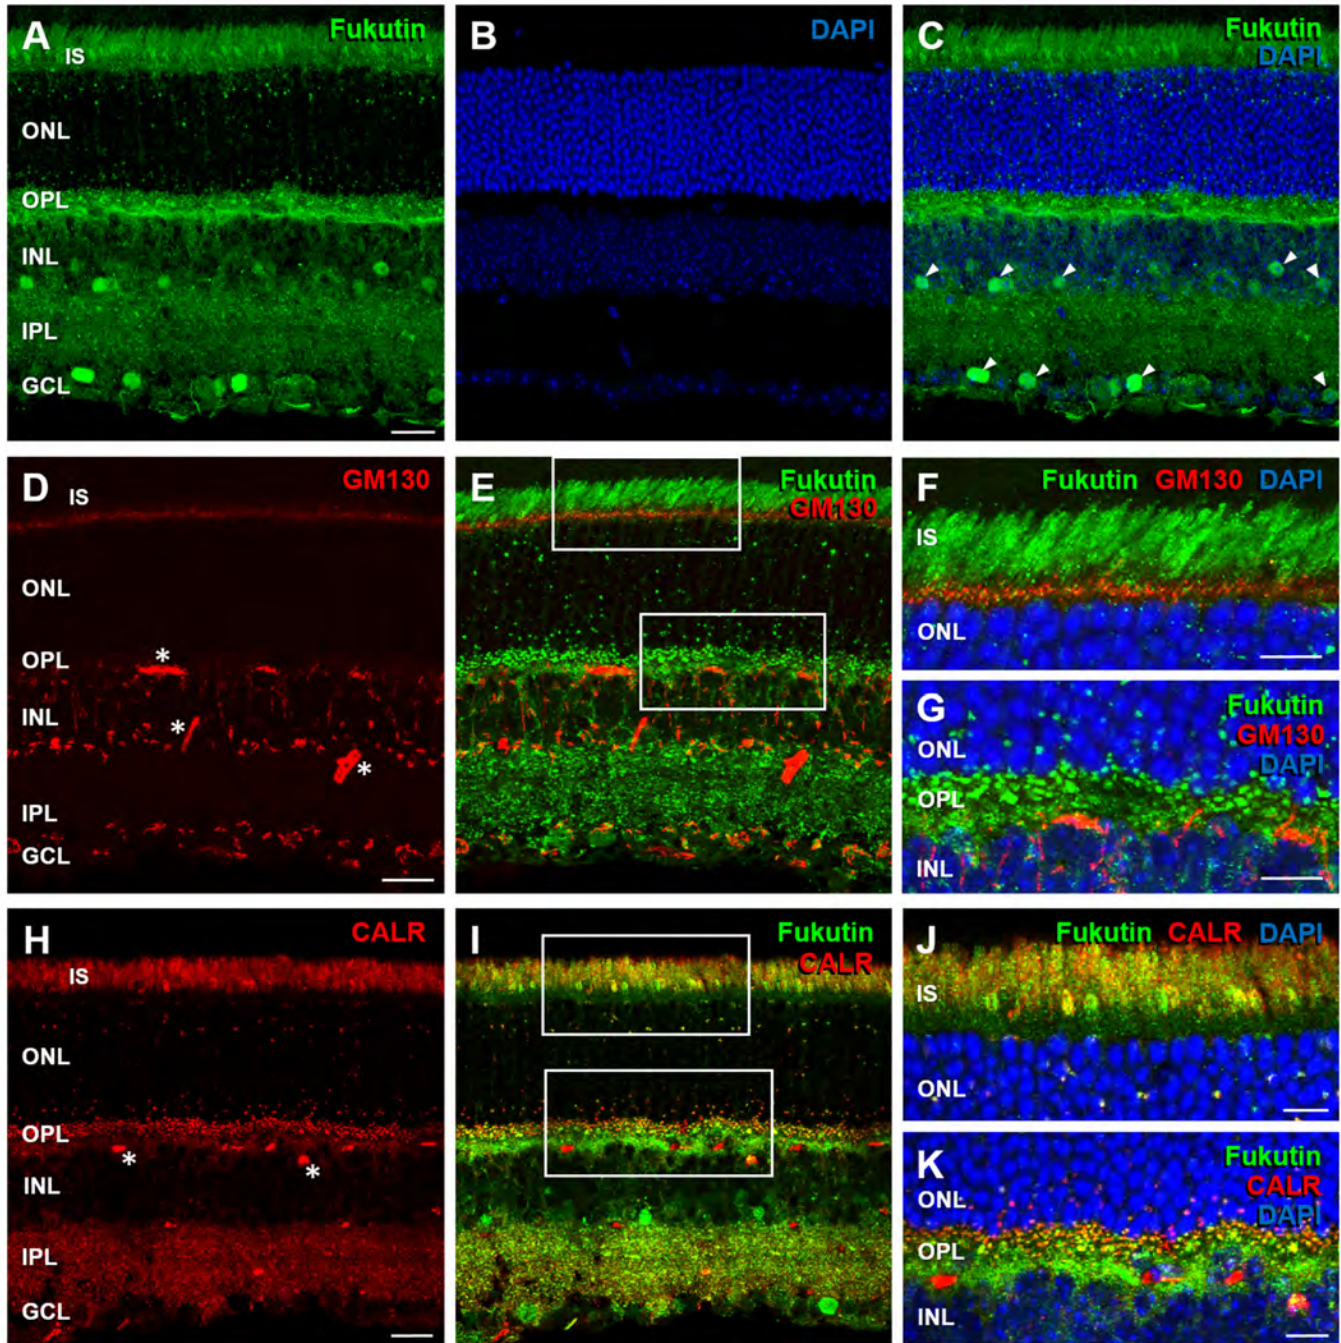 A
Fukutin
IS
ONL
OPL
INL
IPL
GCL
B
DAPI
C
Fukutin
DAPI
D
IS
GM130
ONL
OPL
*
INL
*
*
IPL
GCL
E
Fukutin
GM130
F
Fukutin GM130 DAPI
IS
ONL
G
Fukutin
GM130
DAPI
ONL
OPL
INL
H
CALR
IS
ONL
OPL
*
*
INL
IPL
GCL
I
Fukutin
CALR
J
Fukutin CALR DAPI
IS
ONL
K
Fukutin
CALR
DAPI
ONL
OPL
INL